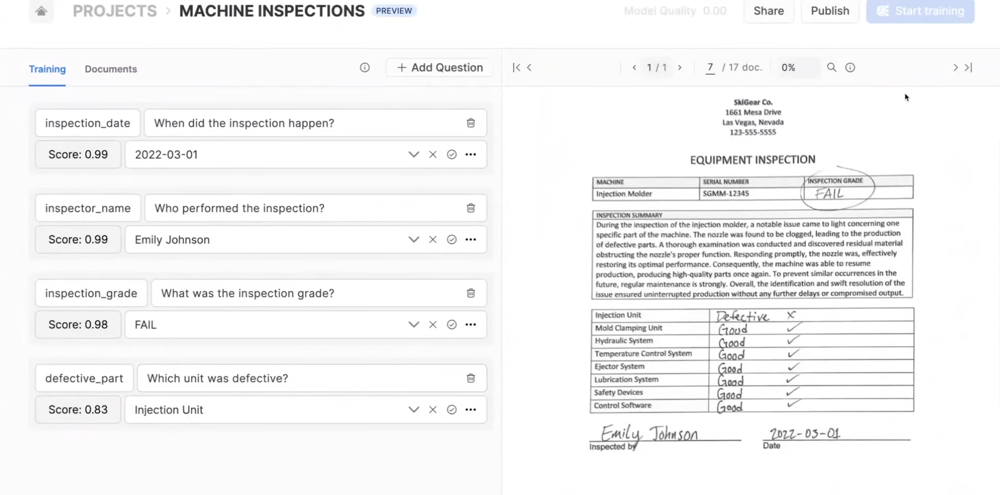 PROJECTS > MACHINE INSPECTIONS PREVIEW
Model Quality 0.00 Share Publish Start training
Training Documents + Add Question
1 / 1 7 / 17 doc. 0%
inspection_date When did the inspection happen?
Score: 0.99 2022-03-01
inspector_name Who performed the inspection?
Score: 0.99 Emily Johnson
inspection_grade What was the inspection grade?
Score: 0.98 FAIL
defective_part Which unit was defective?
Score: 0.83 Injection Unit
SkiGear Co.
1661 Mesa Drive
Las Vegas, Nevada
123-555-5555
EQUIPMENT INSPECTION
MACHINE SERIAL NUMBER INSPECTION GRADE
Injection Molder SGMM-12345 FAIL
INSPECTION SUMMARY
During the inspection of the injection molder, a notable issue came to light concerning one
specific part of the machine. The nozzle was found to be clogged, leading to the production
of defective parts. A thorough examination was conducted and discovered residual material
obstructing the nozzle's proper function. Responding promptly, the nozzle was, effectively
restoring its optimal performance. Consequently, the machine was able to resume
production, producing high-quality parts once again. To prevent similar occurrences in the
future, regular maintenance is strongly. Overall, the identification and swift resolution of the
issue ensured uninterrupted production without any further delays or compromised output.
Injection Unit Defective X
Mold Clamping Unit Good ✓
Hydraulic System Good ✓
Temperature Control System Good ✓
Ejector System Good ✓
Lubrication System Good ✓
Safety Devices Good ✓
Control Software Good ✓
Emily Johnson 2022-03-01
Inspected by Date